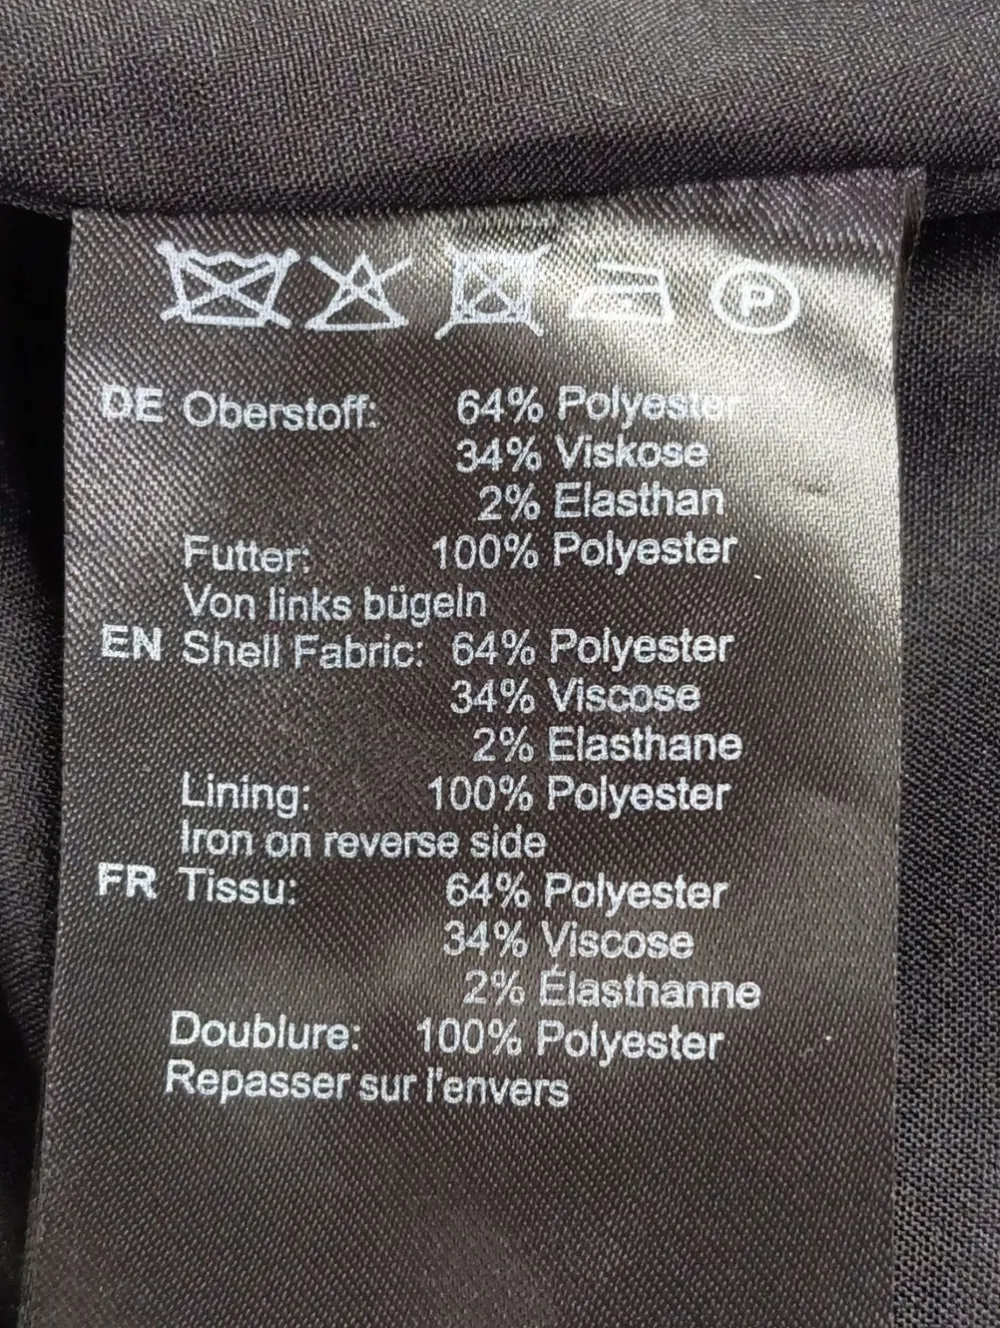 P
DE Oberstoff: 64% Polyester
34% Viskose
2% Elasthan
Futter: 100% Polyester
Von links bügeln
EN Shell Fabric: 64% Polyester
34% Viscose
2% Elasthane
Lining: 100% Polyester
Iron on reverse side
FR Tissu: 64% Polyester
34% Viscose
2% Élasthanne
Doublure: 100% Polyester
Repasser sur l'envers